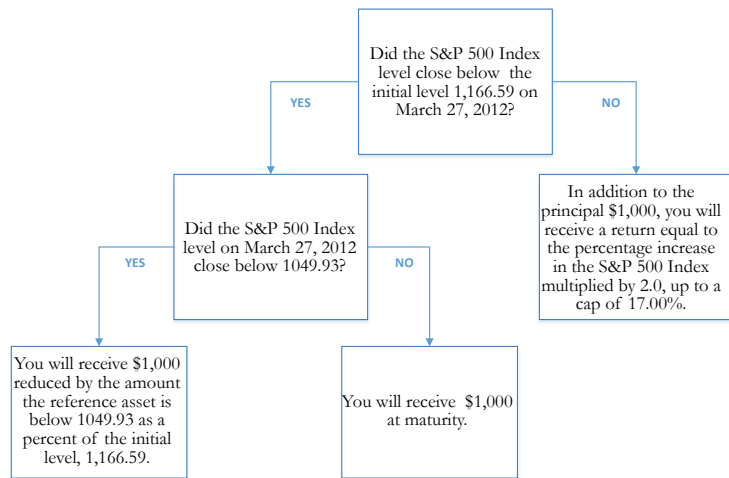 Did the S&P 500 Index
level close below the
initial level 1,166.59 on
March 27, 2012?
YES
NO
Did the S&P 500 Index
level on March 27, 2012
close below 1049.93?
In addition to the
principal $1,000, you will
receive a return equal to
the percentage increase
in the S&P 500 Index
multiplied by 2.0, up to a
cap of 17.00%.
YES
NO
You will receive $1,000
reduced by the amount
the reference asset is
below 1049.93 as a
percent of the initial
level, 1,166.59.
You will receive $1,000
at maturity.